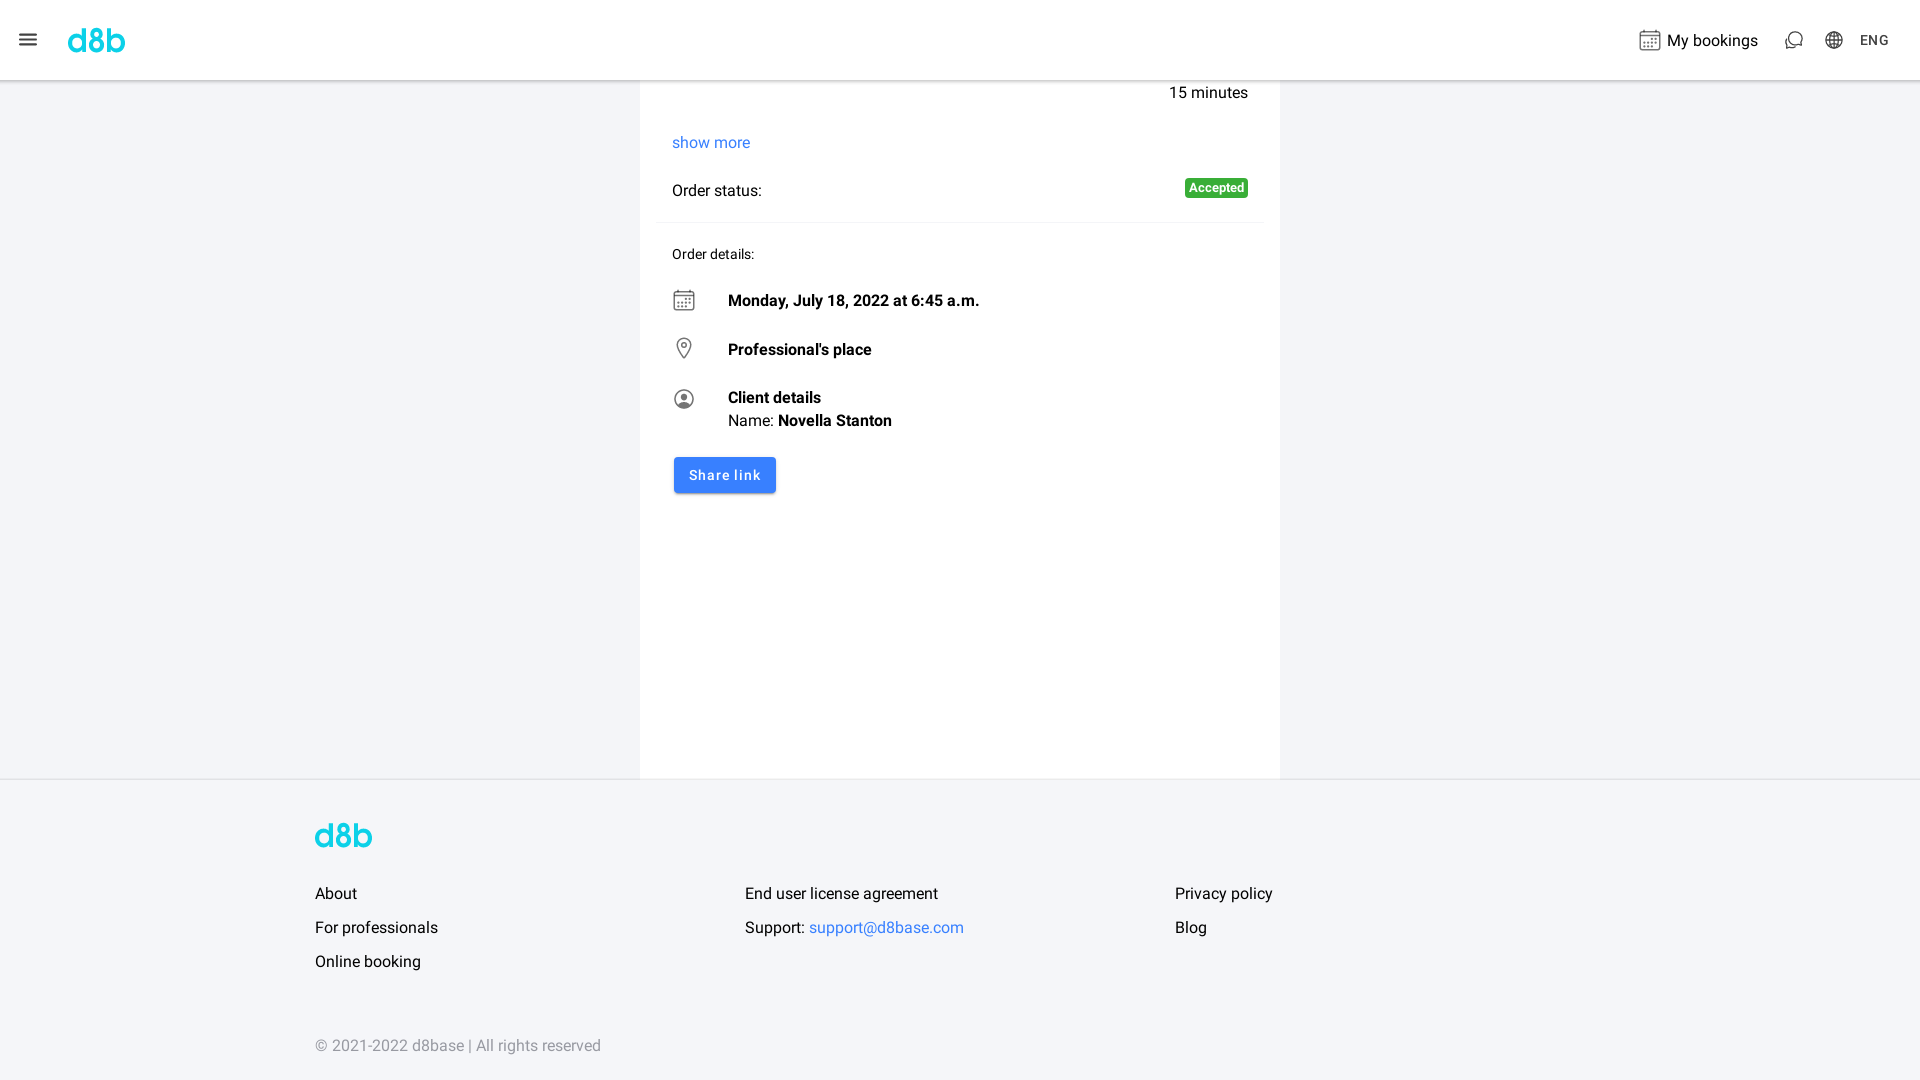 d8b
My bookings
ENG
15 minutes
show more
Order status:
Accepted
Order details:
Monday, July 18, 2022 at 6:45 a.m.
Professional's place
Client details
Name: Novella Stanton
Share link
d8b
About
End user license agreement
Privacy policy
For professionals
Support: support@d8base.com
Blog
Online booking
© 2021-2022 d8base | All rights reserved